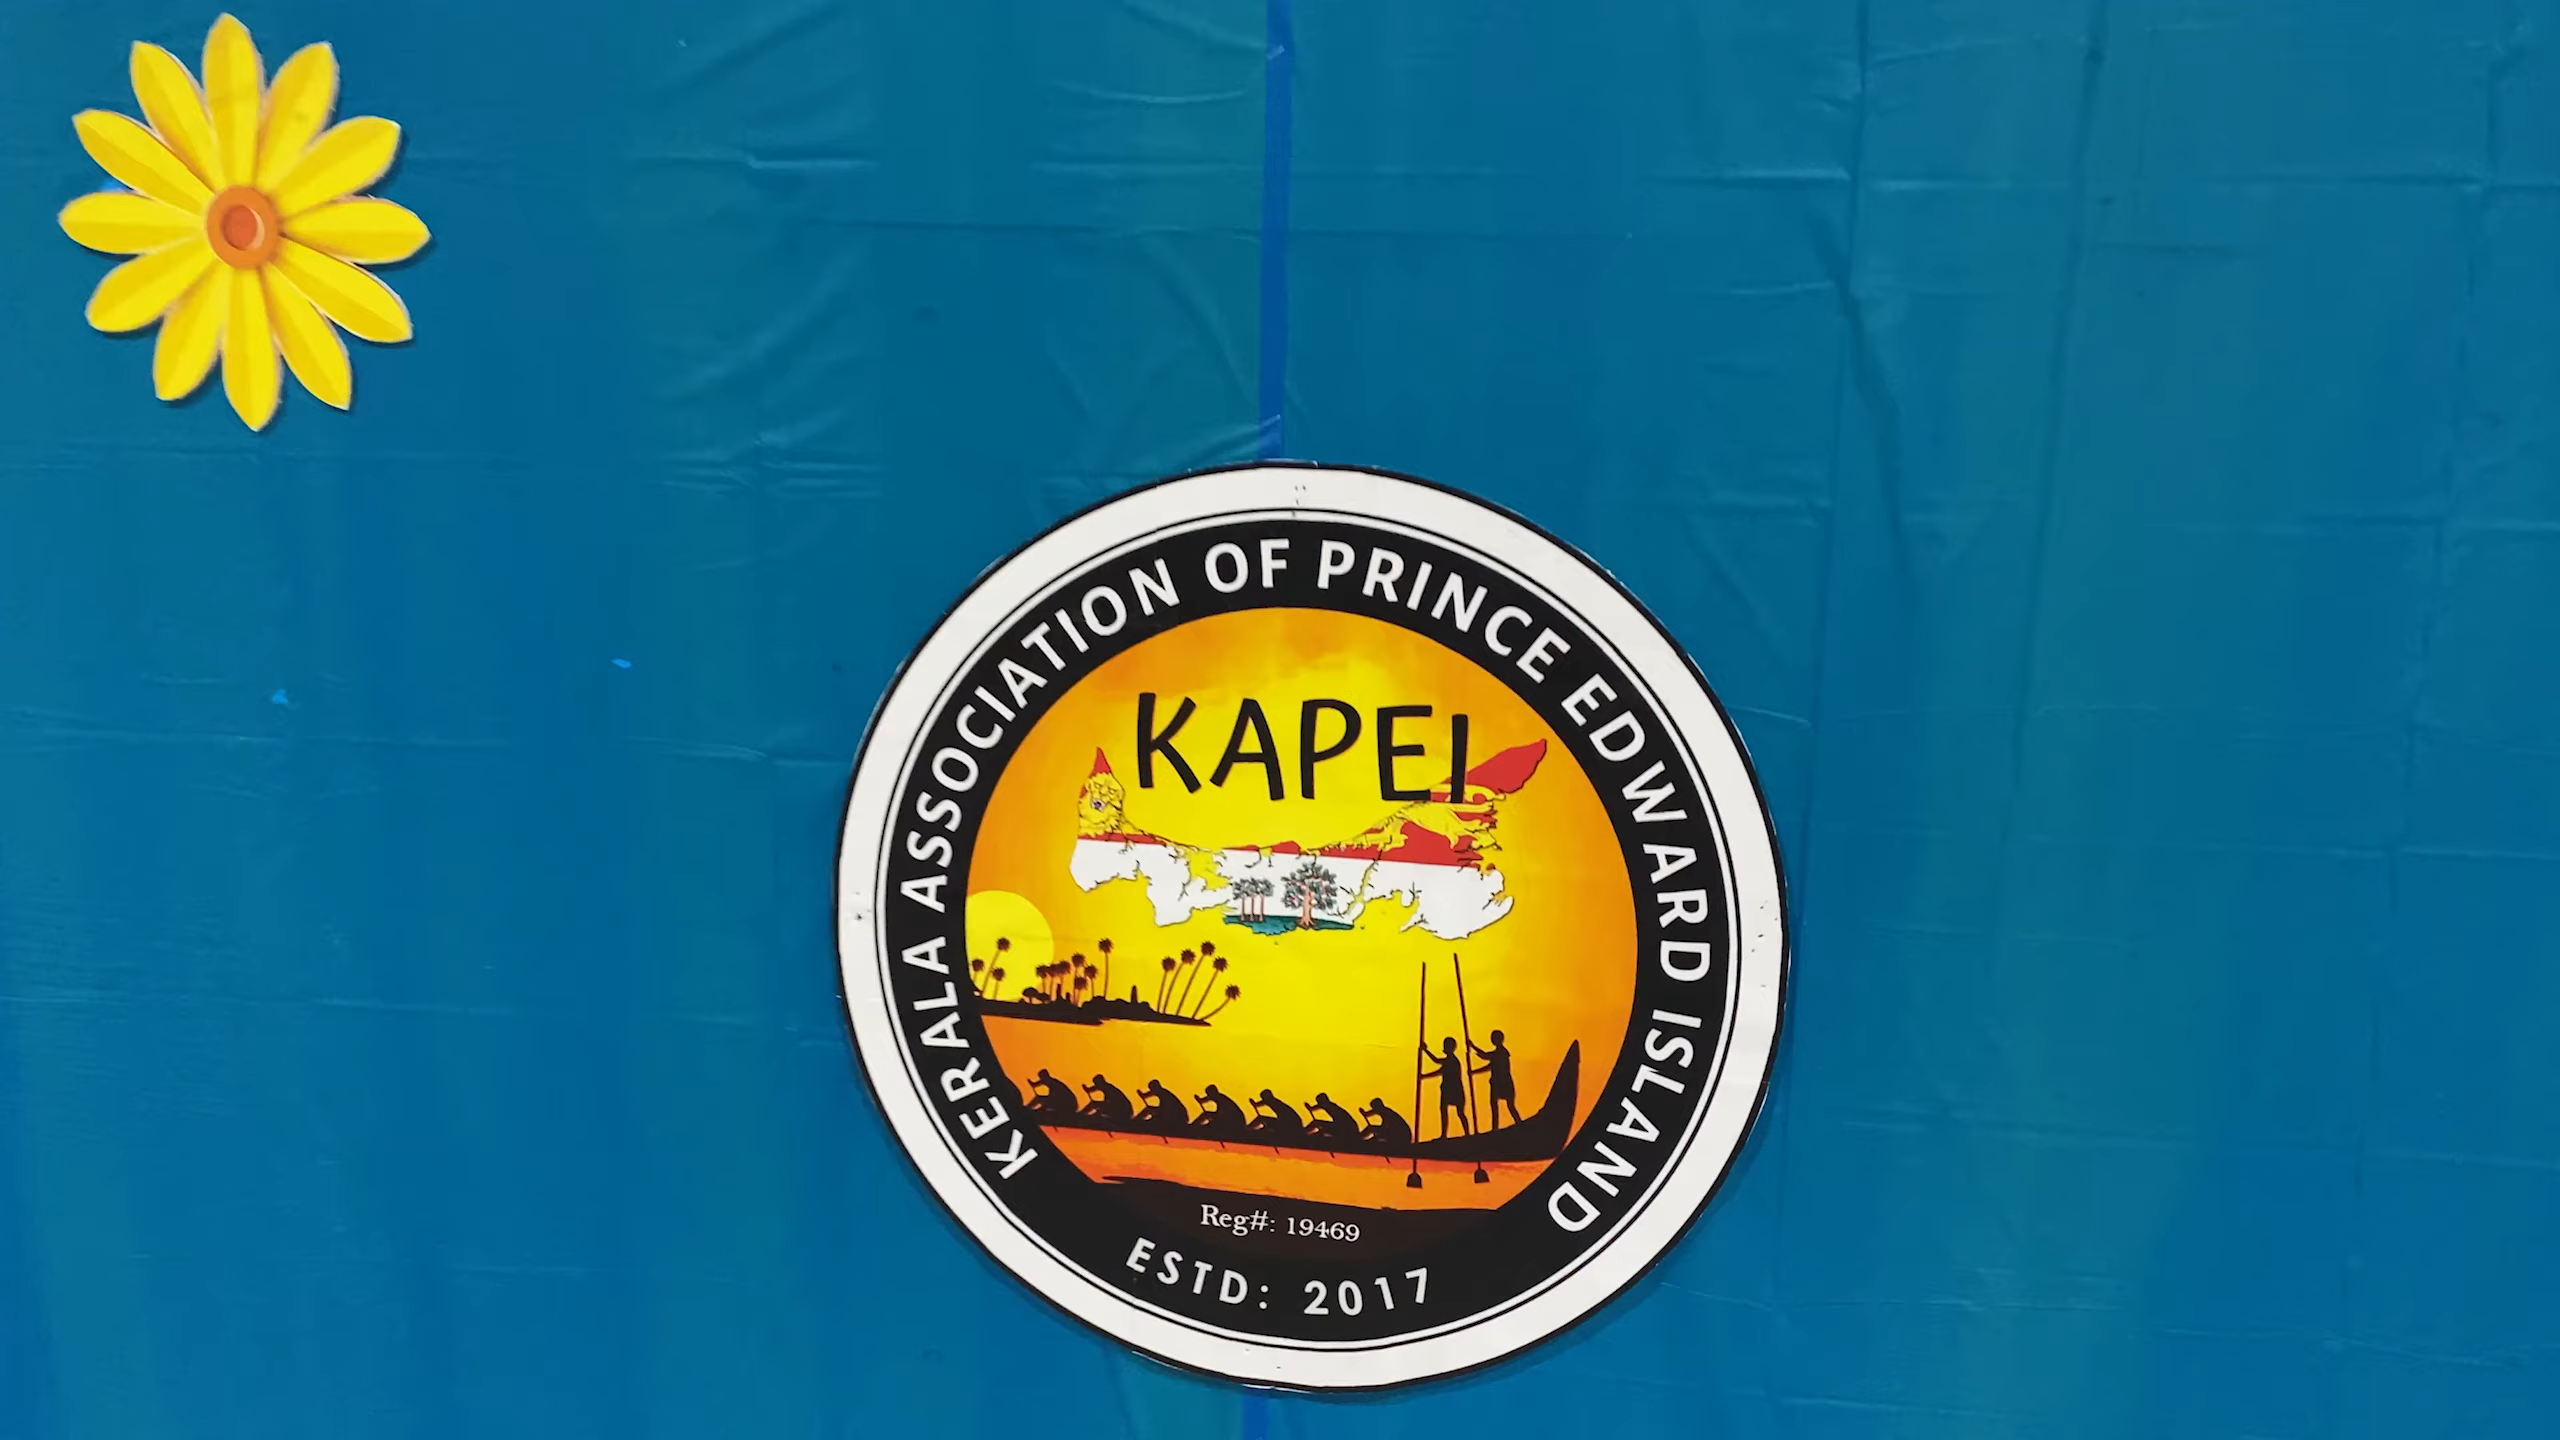 KERALA ASSOCIATION OF PRINCE EDWARD ISLAND
KAPEI
Reg#: 19469
ESTD: 2017